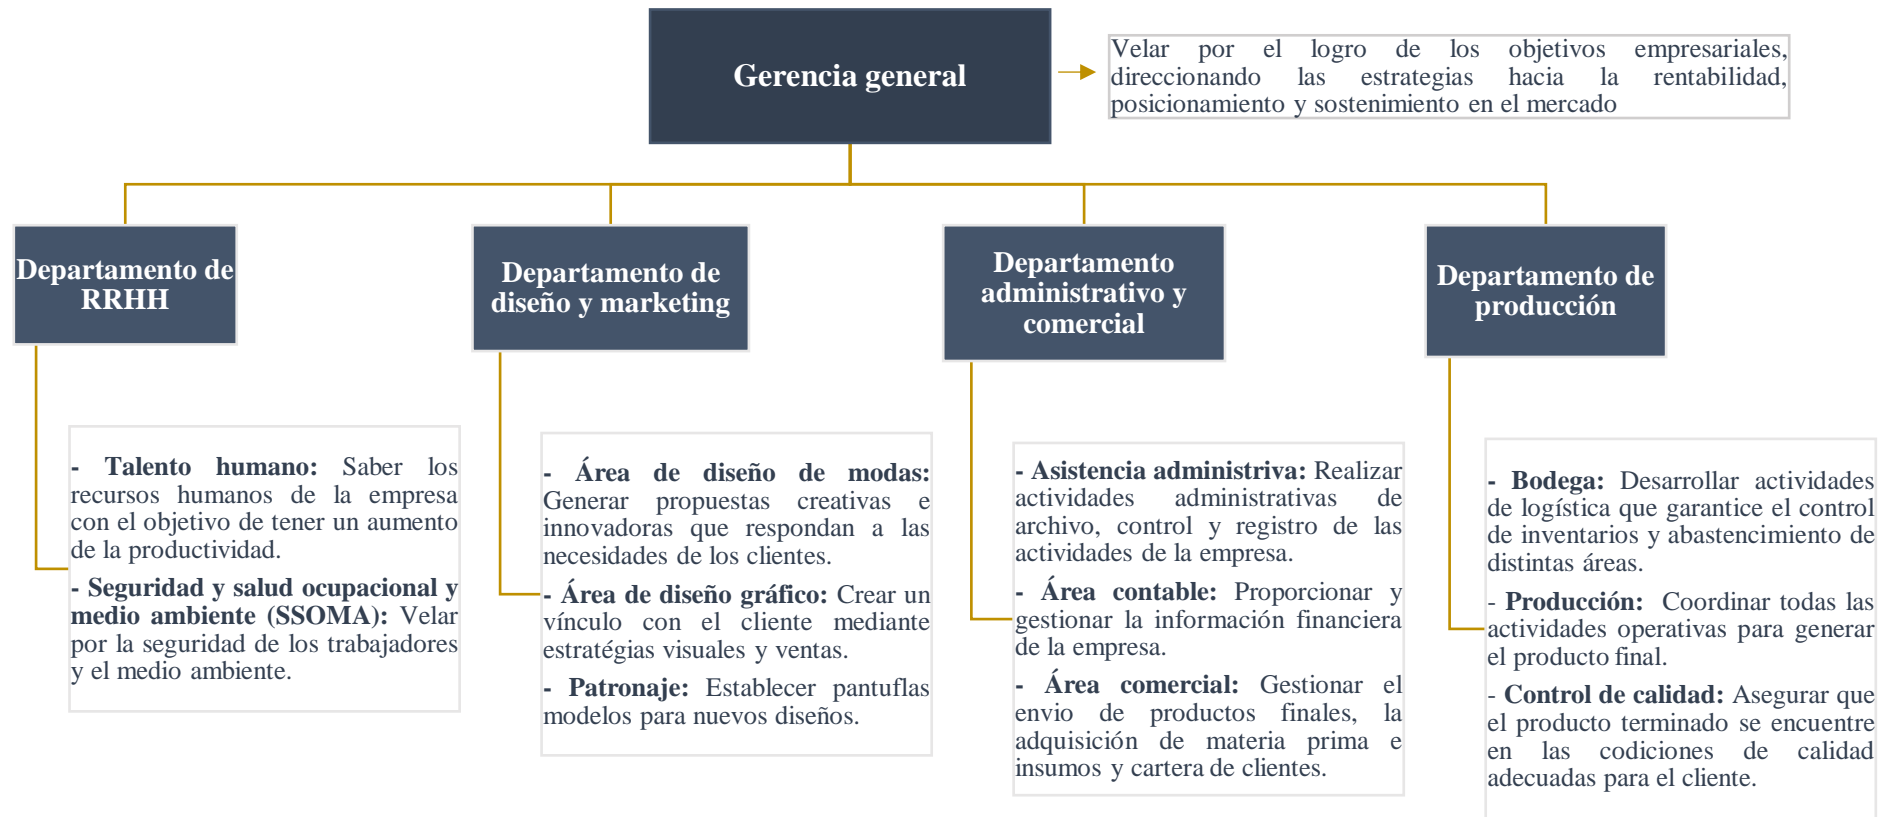 Gerencia general
Velar por el logro de los objetivos empresariales,
direccionando las estrategias hacia la rentabilidad,
posicionamiento y sostenimiento en el mercado
Departamento de
RRHH
Departamento de
diseño y marketing
Departamento
administrativo y
comercial
Departamento de
producción
- Talento humano: Saber los
recursos humanos de la empresa
con el objetivo de tener un aumento
de la productividad.
- Seguridad y salud ocupacional y
medio ambiente (SSOMA): Velar
por la seguridad de los trabajadores
y el medio ambiente.
- Área de diseño de modas:
Generar propuestas creativas e
innovadoras que respondan a las
necesidades de los clientes.
- Área de diseño gráfico: Crear un
vínculo con el cliente mediante
estratégias visuales y ventas.
- Patronaje: Establecer pantuflas
modelos para nuevos diseños.
- Asistencia administriva: Realizar
actividades administrativas de
archivo, control y registro de las
actividades de la empresa.
- Área contable: Proporcionar y
gestionar la información financiera
de la empresa.
- Área comercial: Gestionar el
envio de productos finales, la
adquisición de materia prima e
insumos y cartera de clientes.
- Bodega: Desarrollar actividades
de logística que garantice el control
de inventarios y abastencimiento de
distintas áreas.
- Producción: Coordinar todas las
actividades operativas para generar
el producto final.
- Control de calidad: Asegurar que
el producto terminado se encuentre
en las codiciones de calidad
adecuadas para el cliente.